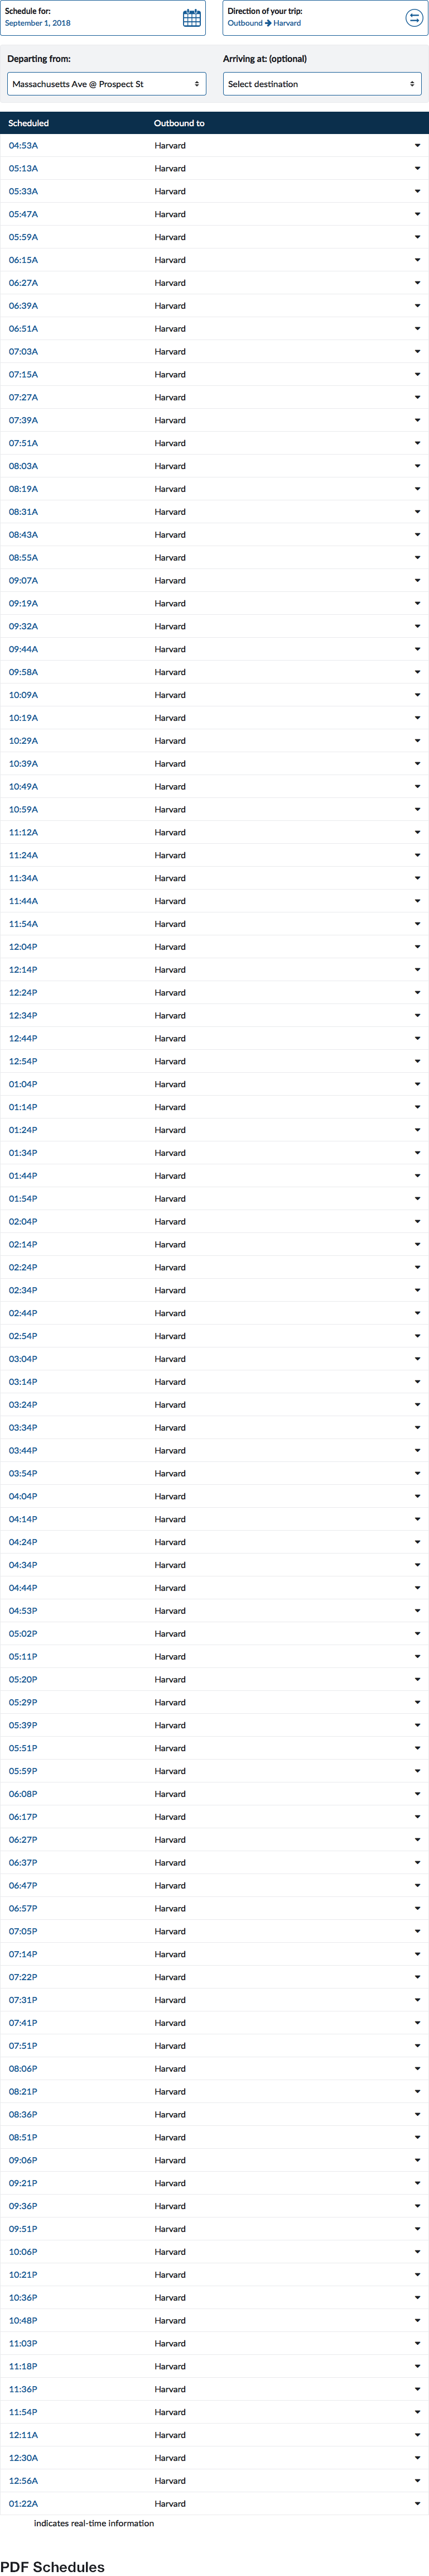 Schedule for:
September 1, 2018
Direction of your trip:
Outbound → Harvard
Departing from:
Massachusetts Ave @ Prospect St
Arriving at: (optional)
Select destination
Scheduled Outbound to
04:53A Harvard
05:13A Harvard
05:33A Harvard
05:47A Harvard
05:59A Harvard
06:15A Harvard
06:27A Harvard
06:39A Harvard
06:51A Harvard
07:03A Harvard
07:15A Harvard
07:27A Harvard
07:39A Harvard
07:51A Harvard
08:03A Harvard
08:19A Harvard
08:31A Harvard
08:43A Harvard
08:55A Harvard
09:07A Harvard
09:19A Harvard
09:32A Harvard
09:44A Harvard
09:58A Harvard
10:09A Harvard
10:19A Harvard
10:29A Harvard
10:39A Harvard
10:49A Harvard
10:59A Harvard
11:12A Harvard
11:24A Harvard
11:34A Harvard
11:44A Harvard
11:54A Harvard
12:04P Harvard
12:14P Harvard
12:24P Harvard
12:34P Harvard
12:44P Harvard
12:54P Harvard
01:04P Harvard
01:14P Harvard
01:24P Harvard
01:34P Harvard
01:44P Harvard
01:54P Harvard
02:04P Harvard
02:14P Harvard
02:24P Harvard
02:34P Harvard
02:44P Harvard
02:54P Harvard
03:04P Harvard
03:14P Harvard
03:24P Harvard
03:34P Harvard
03:44P Harvard
03:54P Harvard
04:04P Harvard
04:14P Harvard
04:24P Harvard
04:34P Harvard
04:44P Harvard
04:53P Harvard
05:02P Harvard
05:11P Harvard
05:20P Harvard
05:29P Harvard
05:39P Harvard
05:51P Harvard
05:59P Harvard
06:08P Harvard
06:17P Harvard
06:27P Harvard
06:37P Harvard
06:47P Harvard
06:57P Harvard
07:05P Harvard
07:14P Harvard
07:22P Harvard
07:31P Harvard
07:41P Harvard
07:51P Harvard
08:06P Harvard
08:21P Harvard
08:36P Harvard
08:51P Harvard
09:06P Harvard
09:21P Harvard
09:36P Harvard
09:51P Harvard
10:06P Harvard
10:21P Harvard
10:36P Harvard
10:48P Harvard
11:03P Harvard
11:18P Harvard
11:36P Harvard
11:54P Harvard
12:11A Harvard
12:30A Harvard
12:56A Harvard
01:22A Harvard
indicates real-time information
PDF Schedules